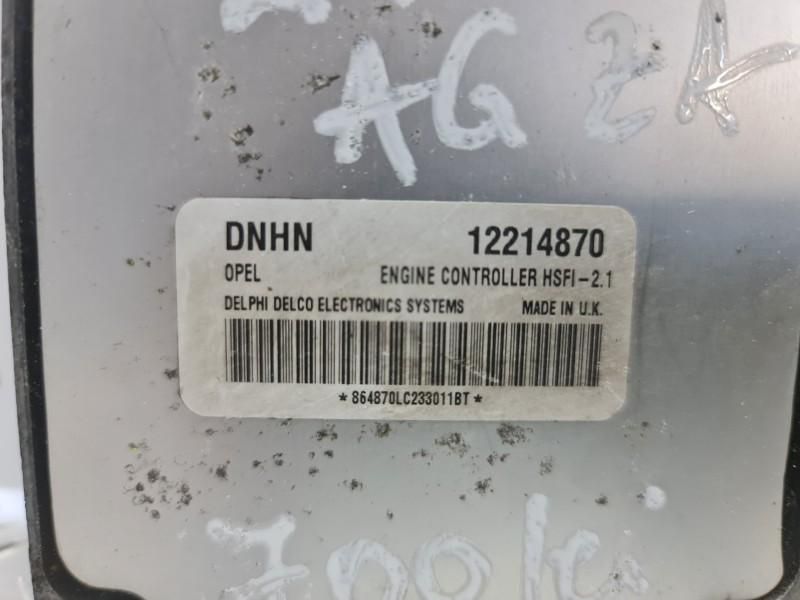 AG 2A
DNHN 12214870
OPEL ENGINE CONTROLLER HSFI-2.1
DELPHI DELCO ELECTRONICS SYSTEMS MADE IN U.K.
*864870LC233011BT*